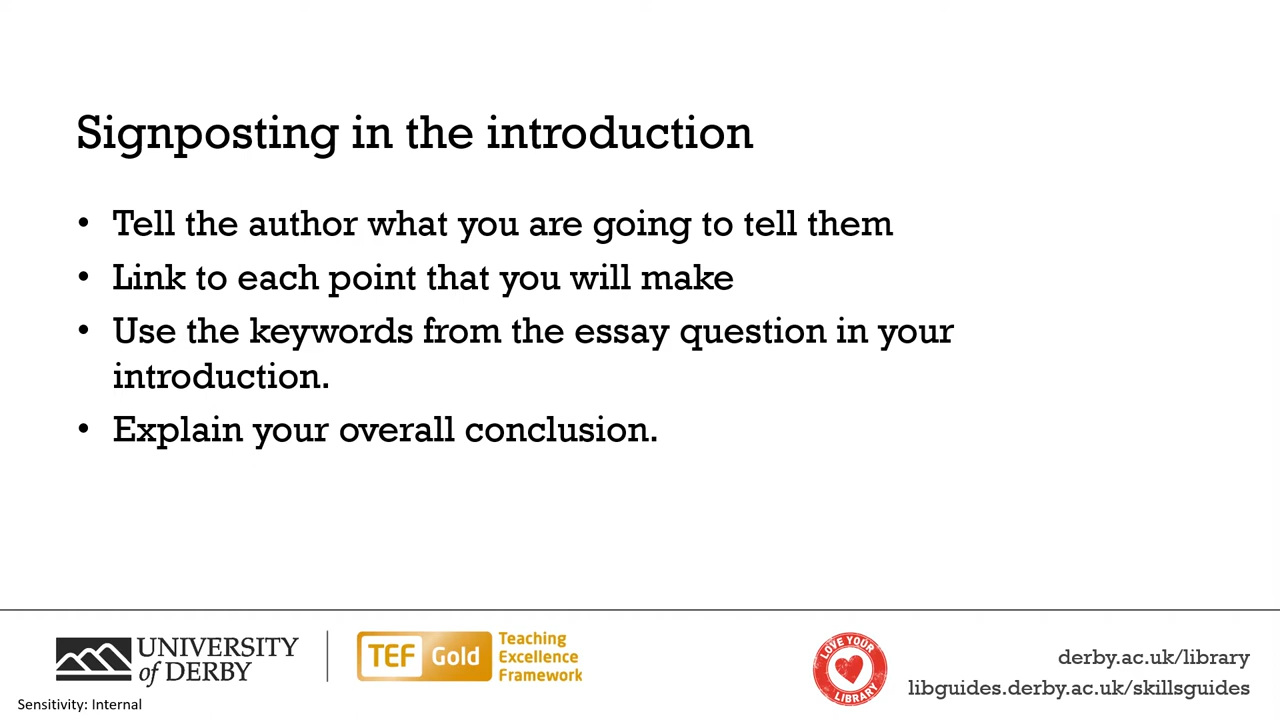 Signposting in the introduction
• Tell the author what you are going to tell them
• Link to each point that you will make
• Use the keywords from the essay question in your
introduction.
• Explain your overall conclusion.
UNIVERSITY
of DERBY
TEF Gold
Teaching
Excellence
Framework
LOVE YOUR
LIBRARY
derby.ac.uk/library
libguides.derby.ac.uk/skillsguides
Sensitivity: Internal